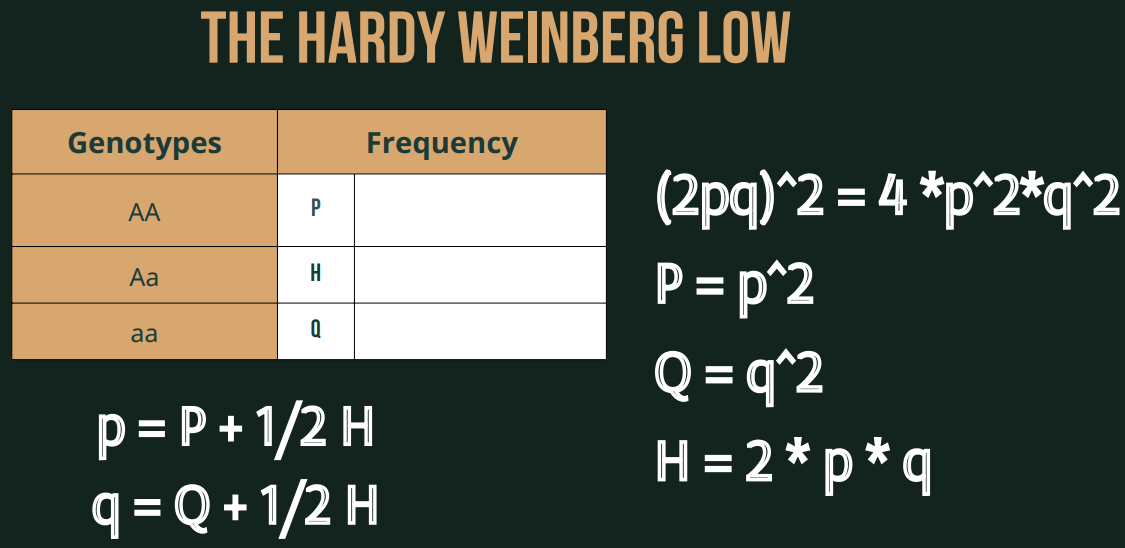 THE HARDY WEINBERG LOW
Genotypes Frequency
AA P
Aa H
aa Q
p = P + 1/2 H
q = Q + 1/2 H
(2pq)^2 = 4 *p^2*q^2
P = p^2
Q = q^2
H = 2 * p * q